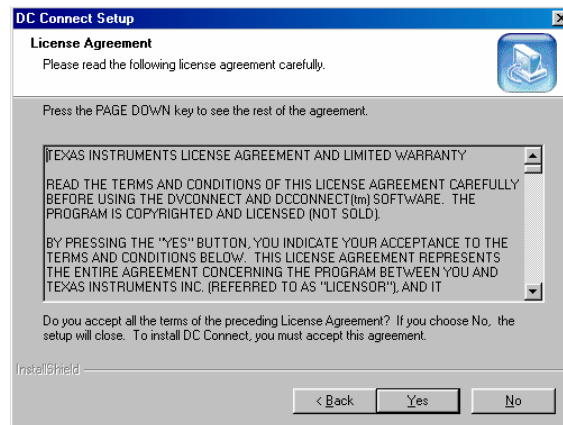 DC Connect Setup
License Agreement
Please read the following license agreement carefully.
Press the PAGE DOWN key to see the rest of the agreement.
TEXAS INSTRUMENTS LICENSE AGREEMENT AND LIMITED WARRANTY
READ THE TERMS AND CONDITIONS OF THIS LICENSE AGREEMENT CAREFULLY
BEFORE USING THE DVCONNECT AND DCCONNECT(tm) SOFTWARE. THE
PROGRAM IS COPYRIGHTED AND LICENSED (NOT SOLD).
BY PRESSING THE "YES" BUTTON, YOU INDICATE YOUR ACCEPTANCE TO THE
TERMS AND CONDITIONS BELOW. THIS LICENSE AGREEMENT REPRESENTS
THE ENTIRE AGREEMENT CONCERNING THE PROGRAM BETWEEN YOU AND
TEXAS INSTRUMENTS INC. (REFERRED TO AS "LICENSOR"), AND IT
Do you accept all the terms of the preceding License Agreement? If you choose No, the
setup will close. To install DC Connect, you must accept this agreement.
InstallShield
< Back Yes No